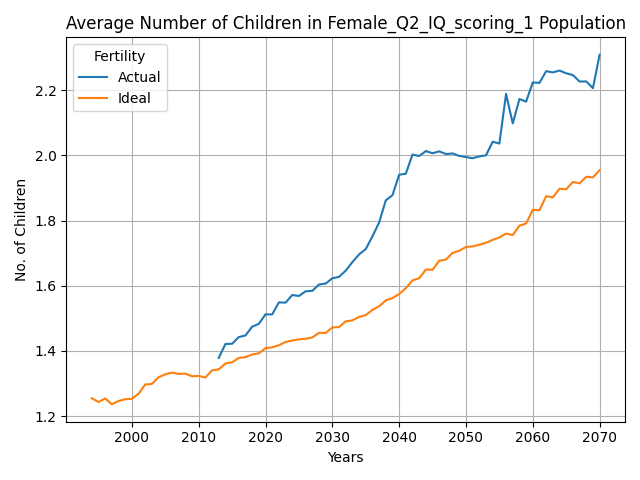 Average Number of Children in Female_Q2_IQ_scoring_1 Population
Fertility
Actual
Ideal
No. of Children
2.2
2.0
1.8
1.6
1.4
1.2
2000 2010 2020 2030 2040 2050 2060 2070
Years